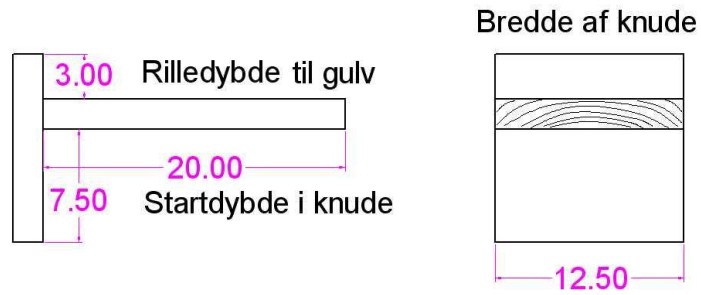 Bredde af knude
3.00 Rilledybde til gulv
20.00
7.50 Startdybde i knude
12.50